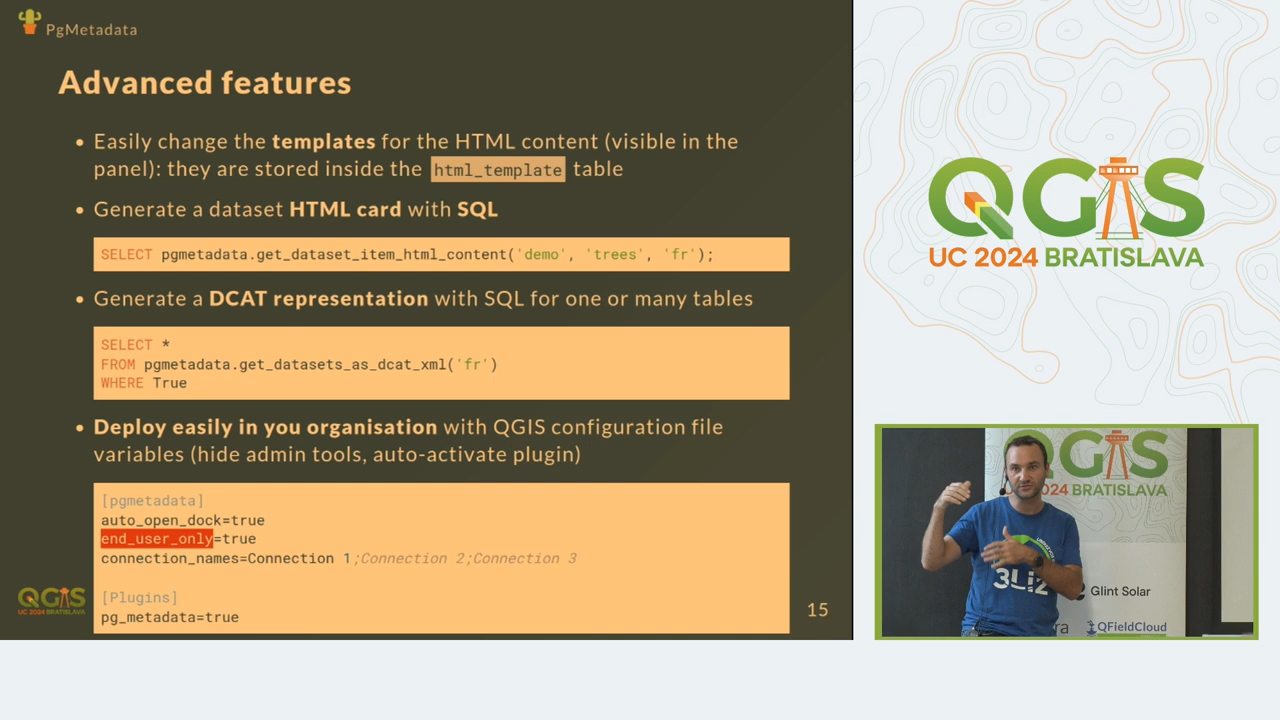 PgMetadata
Advanced features
• Easily change the templates for the HTML content (visible in the
panel): they are stored inside the html_template table
• Generate a dataset HTML card with SQL
SELECT pgmetadata.get_dataset_item_html_content('demo', 'trees', 'fr');
• Generate a DCAT representation with SQL for one or many tables
SELECT *
FROM pgmetadata.get_datasets_as_dcat_xml('fr')
WHERE True
• Deploy easily in you organisation with QGIS configuration file
variables (hide admin tools, auto-activate plugin)
[pgmetadata]
auto_open_dock=true
end_user_only=true
connection_names=Connection 1;Connection 2;Connection 3
[Plugins]
pg_metadata=true
QGIS
UC 2024 BRATISLAVA
15
QGIS
UC 2024 BRATISLAVA
QGIS
024 BRATISLAVA
3Liz
Glint Solar
ra
QFieldCloud